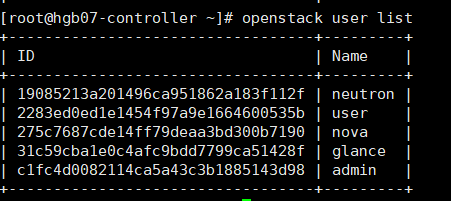 [root@hgb07-controller ~]# openstack user list
+----------------------------------+---------+
| ID                               | Name    |
+----------------------------------+---------+
| 19085213a201496ca951862a183f112f | neutron |
| 2283ed0ed1e1454f97a9e1664600535b | user    |
| 275c7687cde14ff79deaa3bd300b7190 | nova    |
| 31c59cba1e0c4afc9bdd7799ca51428f | glance  |
| c1fc4d0082114ca5a43c3b1885143d98 | admin   |
+----------------------------------+---------+